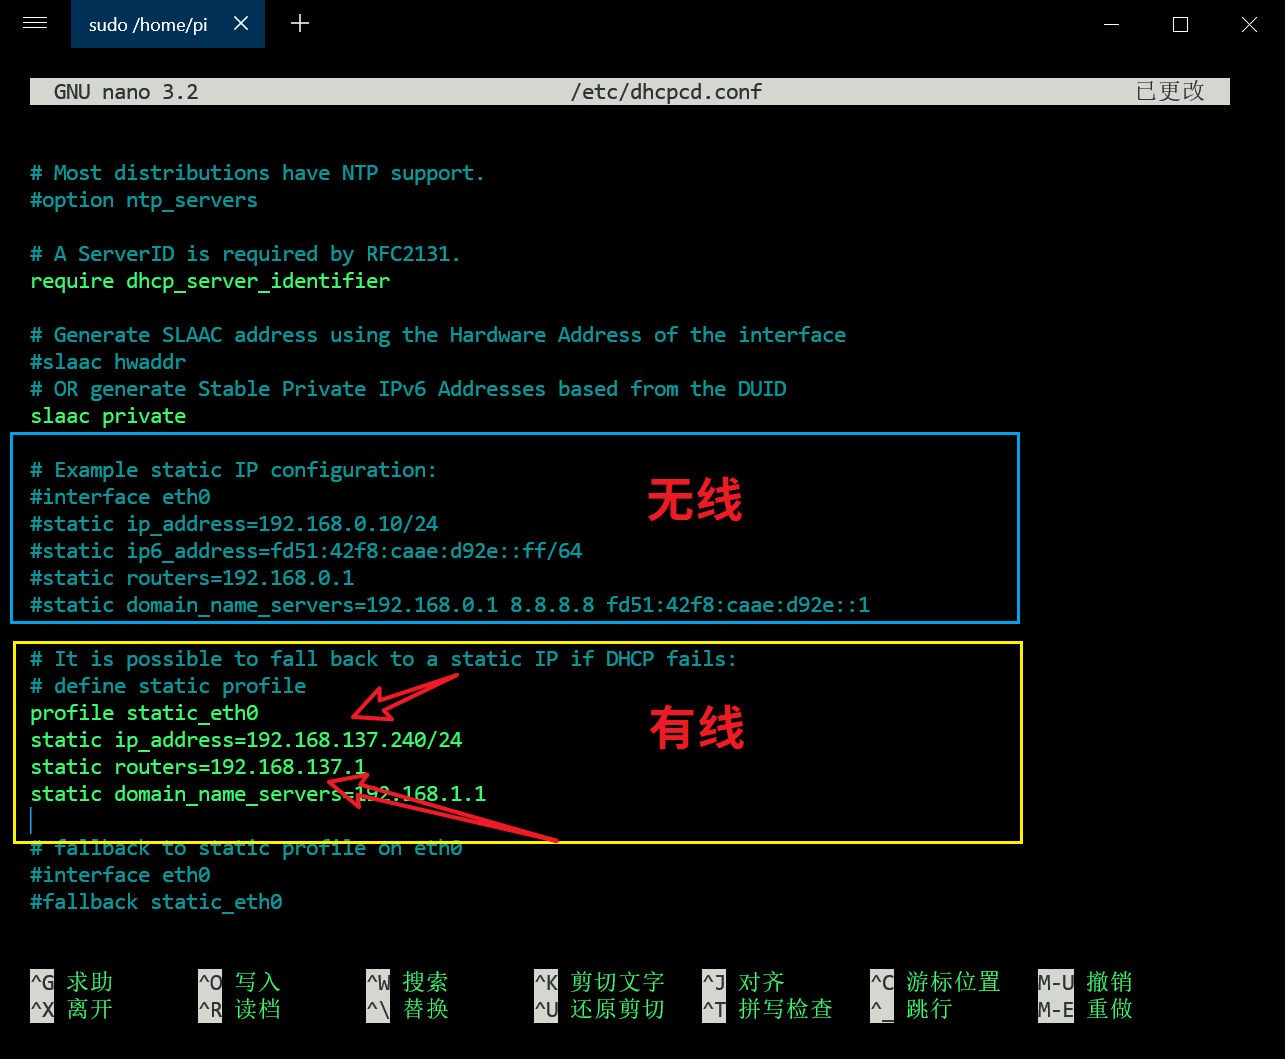 sudo /home/pi
GNU nano 3.2 /etc/dhcpcd.conf 已更改
# Most distributions have NTP support.
#option ntp_servers
# A ServerID is required by RFC2131.
require dhcp_server_identifier
# Generate SLAAC address using the Hardware Address of the interface
#slaac hwaddr
# OR generate Stable Private IPv6 Addresses based from the DUID
slaac private
# Example static IP configuration:
#interface eth0
无线
#static ip_address=192.168.0.10/24
#static ip6_address=fd51:42f8:caae:d92e::ff/64
#static routers=192.168.0.1
#static domain_name_servers=192.168.0.1 8.8.8.8 fd51:42f8:caae:d92e::1
# It is possible to fall back to a static IP if DHCP fails:
# define static profile
profile static_eth0
有线
static ip_address=192.168.137.240/24
static routers=192.168.137.1
static domain_name_servers=192.168.1.1
# fallback to static profile on eth0
#interface eth0
#fallback static_eth0
^G 求助 ^O 写入 ^W 搜索 ^K 剪切文字 ^J 对齐 ^C 游标位置 M-U 撤销
^X 离开 ^R 读档 ^\ 替换 ^U 还原剪切 ^T 拼写检查 ^_ 跳行 M-E 重做